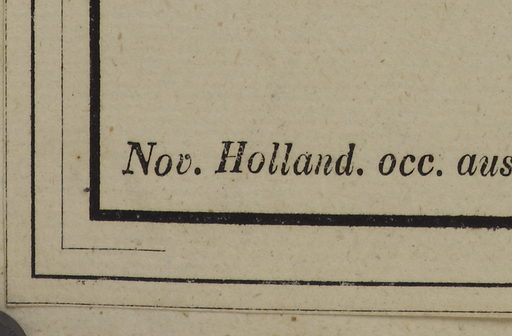 Nov. Holland. occ. aus